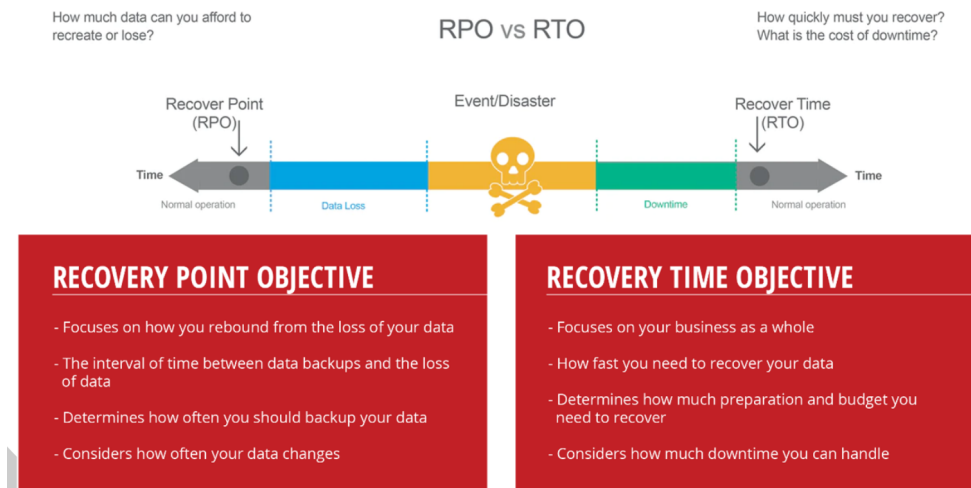 How much data can you afford to
recreate or lose?
RPO vs RTO
How quickly must you recover?
What is the cost of downtime?
Recover Point
(RPO)
Event/Disaster
Recover Time
(RTO)
Time
Time
Normal operation
Data Loss
Downtime
Normal operation
RECOVERY POINT OBJECTIVE
- Focuses on how you rebound from the loss of your data
- The interval of time between data backups and the loss
of data
- Determines how often you should backup your data
- Considers how often your data changes
RECOVERY TIME OBJECTIVE
- Focuses on your business as a whole
- How fast you need to recover your data
- Determines how much preparation and budget you
need to recover
- Considers how much downtime you can handle